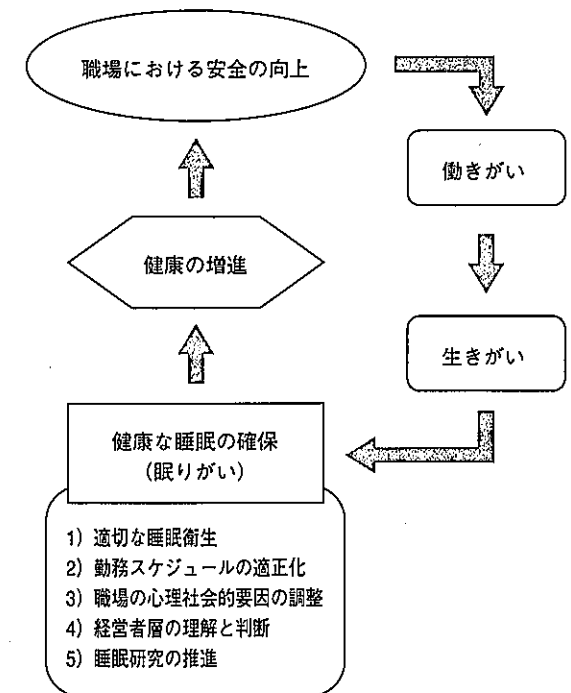 職場における安全の向上
働きがい
生きがい
健康の増進
健康な睡眠の確保
(眠りがい)
1) 適切な睡眠衛生
2) 勤務スケジュールの適正化
3) 職場の心理社会的要因の調整
4) 経営者層の理解と判断
5) 睡眠研究の推進